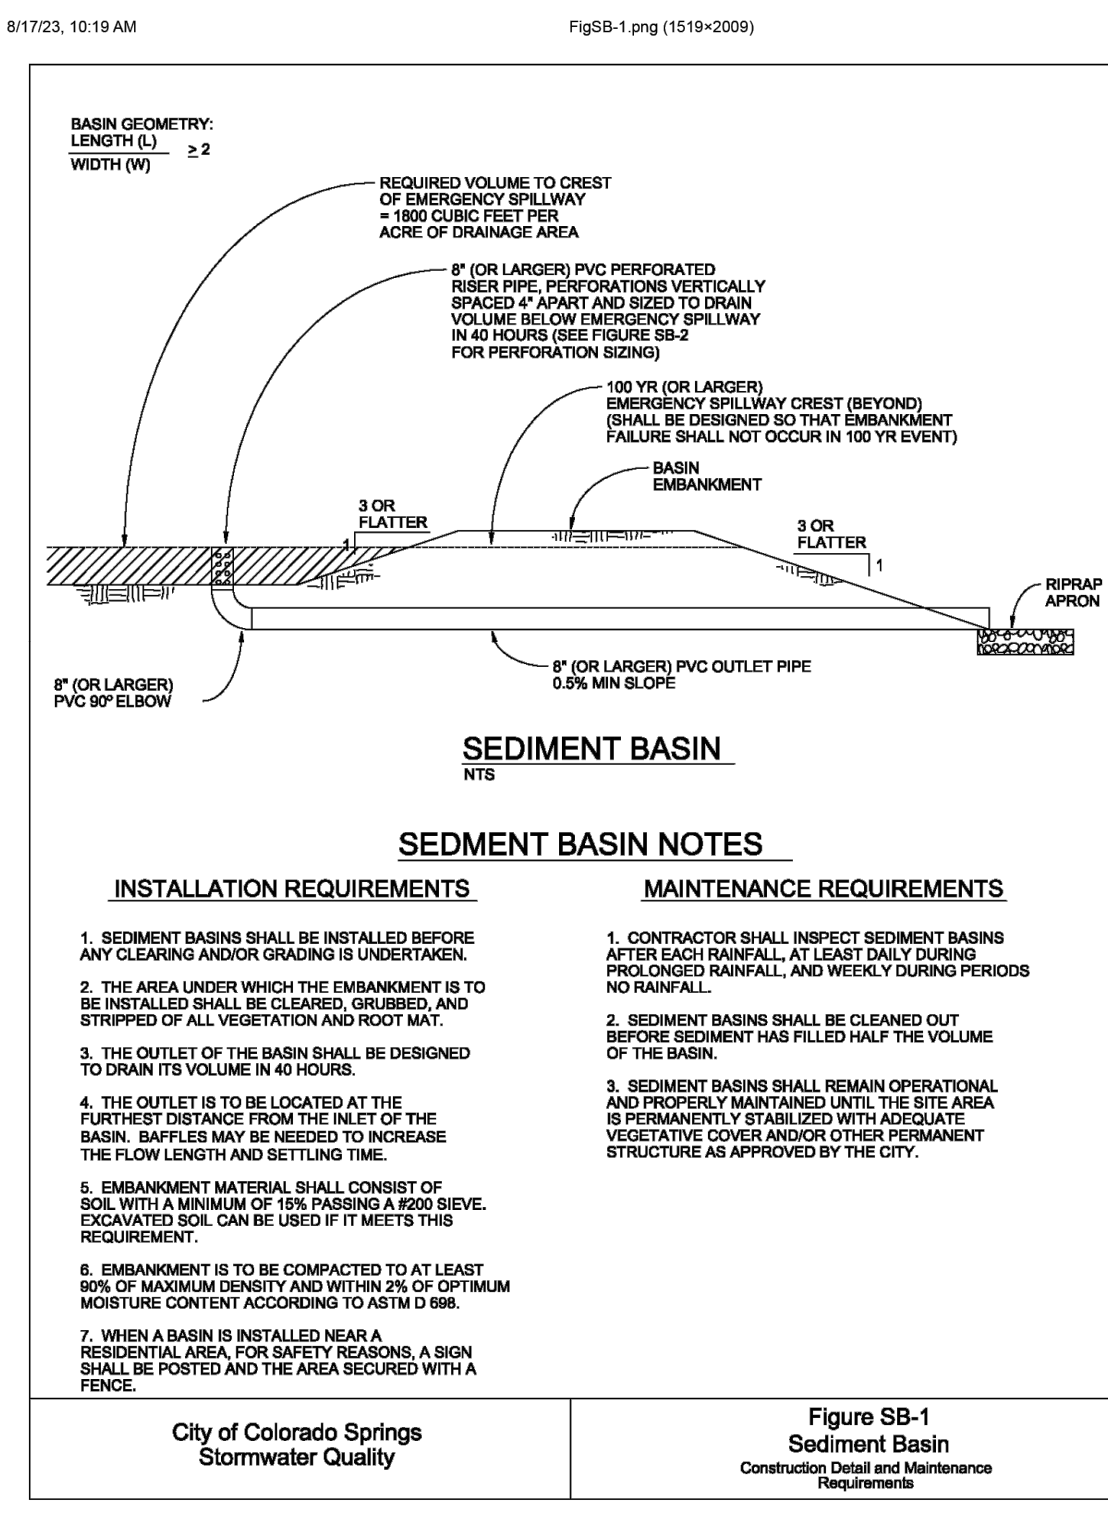 8/17/23, 10:19 AM
FigSB-1.png (1519×2009)
BASIN GEOMETRY:
LENGTH (L)
WIDTH (W)
≥ 2
REQUIRED VOLUME TO CREST
OF EMERGENCY SPILLWAY
= 1800 CUBIC FEET PER
ACRE OF DRAINAGE AREA
8" (OR LARGER) PVC PERFORATED
RISER PIPE, PERFORATIONS VERTICALLY
SPACED 4" APART AND SIZED TO DRAIN
VOLUME BELOW EMERGENCY SPILLWAY
IN 40 HOURS (SEE FIGURE SB-2
FOR PERFORATION SIZING)
100 YR (OR LARGER)
EMERGENCY SPILLWAY CREST (BEYOND)
(SHALL BE DESIGNED SO THAT EMBANKMENT
FAILURE SHALL NOT OCCUR IN 100 YR EVENT)
BASIN
EMBANKMENT
3 OR
FLATTER
1
3 OR
FLATTER
1
RIPRAP
APRON
8" (OR LARGER) PVC OUTLET PIPE
0.5% MIN SLOPE
8" (OR LARGER)
PVC 90º ELBOW
SEDIMENT BASIN
NTS
SEDMENT BASIN NOTES
INSTALLATION REQUIREMENTS
1. SEDIMENT BASINS SHALL BE INSTALLED BEFORE
ANY CLEARING AND/OR GRADING IS UNDERTAKEN.
2. THE AREA UNDER WHICH THE EMBANKMENT IS TO
BE INSTALLED SHALL BE CLEARED, GRUBBED, AND
STRIPPED OF ALL VEGETATION AND ROOT MAT.
3. THE OUTLET OF THE BASIN SHALL BE DESIGNED
TO DRAIN ITS VOLUME IN 40 HOURS.
4. THE OUTLET IS TO BE LOCATED AT THE
FURTHEST DISTANCE FROM THE INLET OF THE
BASIN. BAFFLES MAY BE NEEDED TO INCREASE
THE FLOW LENGTH AND SETTLING TIME.
5. EMBANKMENT MATERIAL SHALL CONSIST OF
SOIL WITH A MINIMUM OF 15% PASSING A #200 SIEVE.
EXCAVATED SOIL CAN BE USED IF IT MEETS THIS
REQUIREMENT.
6. EMBANKMENT IS TO BE COMPACTED TO AT LEAST
90% OF MAXIMUM DENSITY AND WITHIN 2% OF OPTIMUM
MOISTURE CONTENT ACCORDING TO ASTM D 698.
7. WHEN A BASIN IS INSTALLED NEAR A
RESIDENTIAL AREA, FOR SAFETY REASONS, A SIGN
SHALL BE POSTED AND THE AREA SECURED WITH A
FENCE.
MAINTENANCE REQUIREMENTS
1. CONTRACTOR SHALL INSPECT SEDIMENT BASINS
AFTER EACH RAINFALL, AT LEAST DAILY DURING
PROLONGED RAINFALL, AND WEEKLY DURING PERIODS
NO RAINFALL.
2. SEDIMENT BASINS SHALL BE CLEANED OUT
BEFORE SEDIMENT HAS FILLED HALF THE VOLUME
OF THE BASIN.
3. SEDIMENT BASINS SHALL REMAIN OPERATIONAL
AND PROPERLY MAINTAINED UNTIL THE SITE AREA
IS PERMANENTLY STABILIZED WITH ADEQUATE
VEGETATIVE COVER AND/OR OTHER PERMANENT
STRUCTURE AS APPROVED BY THE CITY.
City of Colorado Springs
Stormwater Quality
Figure SB-1
Sediment Basin
Construction Detail and Maintenance
Requirements